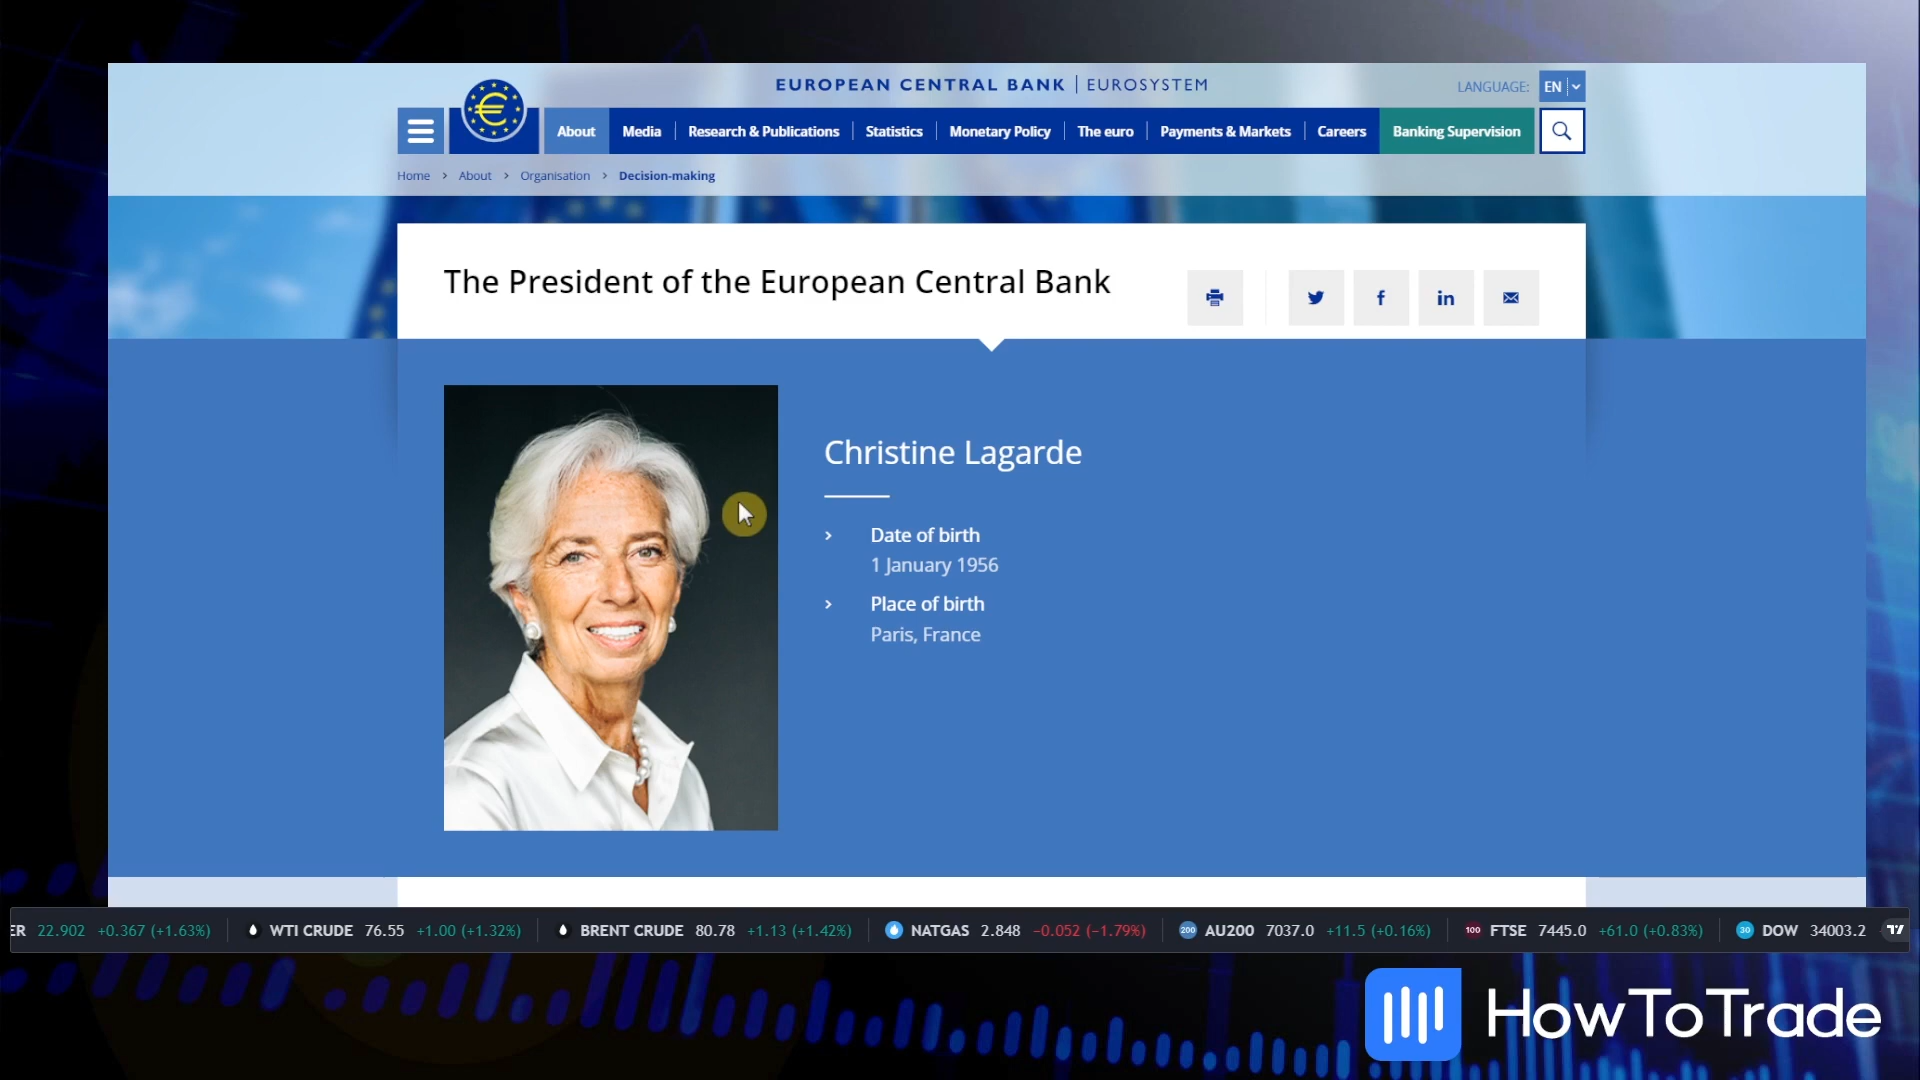 EUROPEAN CENTRAL BANK | EUROSYSTEM
LANGUAGE: EN
About Media Research & Publications Statistics Monetary Policy The euro Payments & Markets Careers Banking Supervision
Home > About > Organisation > Decision-making
The President of the European Central Bank
Christine Lagarde
> Date of birth
1 January 1956
> Place of birth
Paris, France
ER 22.902 +0.367 (+1.63%) WTI CRUDE 76.55 +1.00 (+1.32%) BRENT CRUDE 80.78 +1.13 (+1.42%) NATGAS 2.848 −0.052 (−1.79%) 200 AU200 7037.0 +11.5 (+0.16%) 100 FTSE 7445.0 +61.0 (+0.83%) 30 DOW 34003.2
HowToTrade